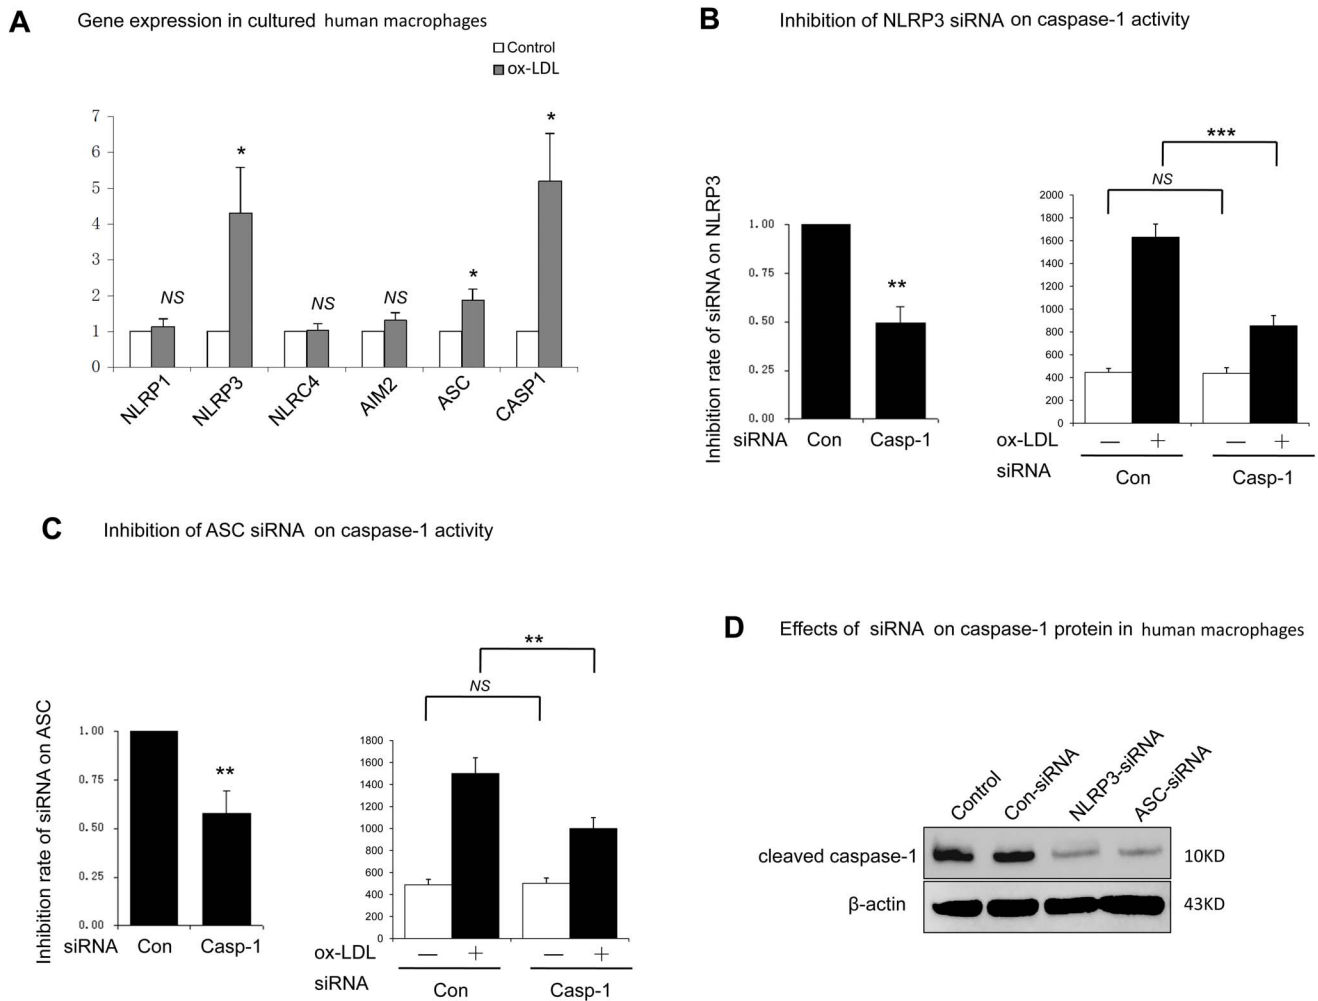 A Gene expression in cultured human macrophages
Control
ox-LDL
7
6
5
4
3
2
1
0
NS
*
NS
NS
*
*
NLRP1
NLRP3
NLRC4
AIM2
ASC
CASP1
B Inhibition of NLRP3 siRNA on caspase-1 activity
Inhibition rate of siRNA on NLRP3
1.00
0.75
0.50
0.25
0.00
**
siRNA Con Casp-1
***
NS
2000
1800
1600
1400
1200
1000
800
600
400
200
0
ox-LDL — + — +
siRNA Con Casp-1
C Inhibition of ASC siRNA on caspase-1 activity
Inhibition rate of siRNA on ASC
1.00
0.75
0.50
0.25
0.00
**
siRNA Con Casp-1
**
NS
1800
1600
1400
1200
1000
800
600
400
200
0
ox-LDL — + — +
siRNA Con Casp-1
D Effects of siRNA on caspase-1 protein in human macrophages
Control
Con-siRNA
NLRP3-siRNA
ASC-siRNA
cleaved caspase-1 10KD
β-actin 43KD